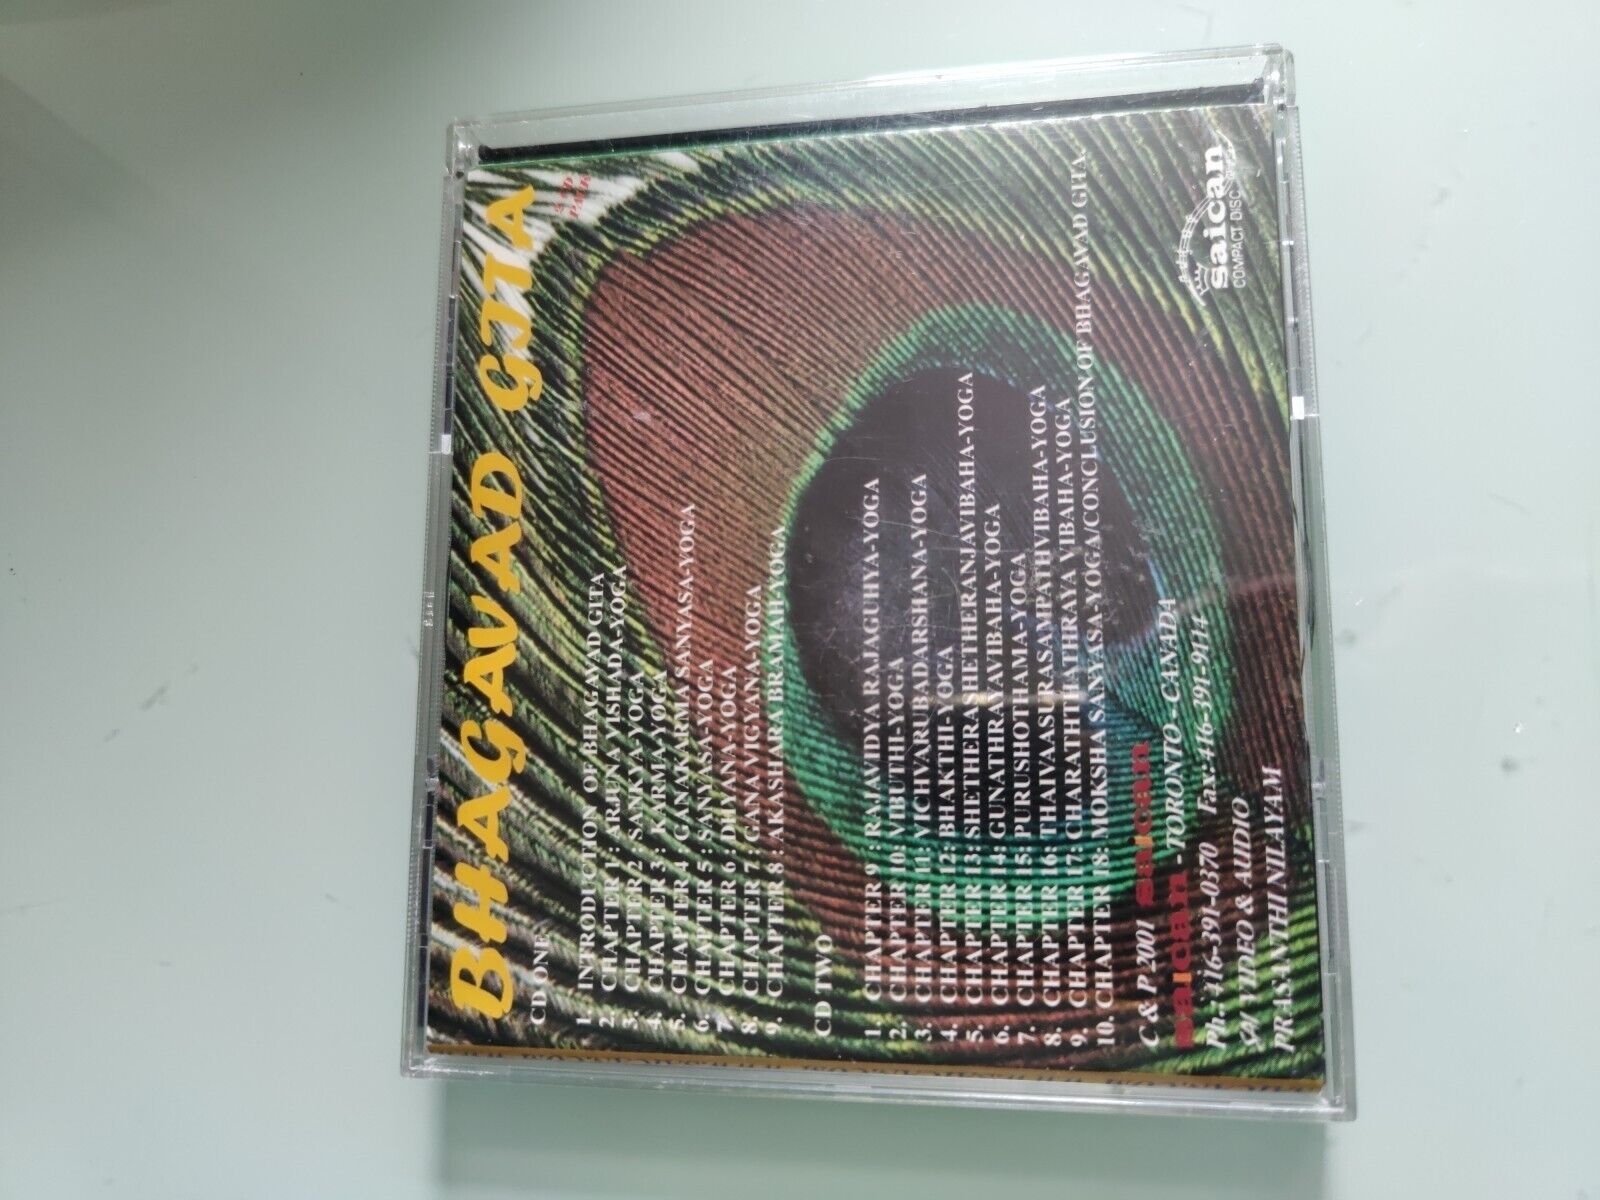 BHAGAVAD GITA
2 CD
PACK
CD ONE
1. INTRODUCTION OF BHAGAVAD GITA
2. CHAPTER 1 : ARJUNA VISHADA-YOGA
3. CHAPTER 2 : SANKYA-YOGA
4. CHAPTER 3 : KARMA-YOGA
5. CHAPTER 4 : GANAKARMA SANYASA-YOGA
6. CHAPTER 5 : SANYASA-YOGA
7. CHAPTER 6 : DHYANA-YOGA
8. CHAPTER 7 : GANAVIGYANA-YOGA
9. CHAPTER 8 : AKASHARA BRAMAH-YOGA
CD TWO
1. CHAPTER 9 : RAJAVIDYA RAJAGUHYA-YOGA
2. CHAPTER 10: VIBUTHI-YOGA
3. CHAPTER 11: VICHVARUBADARSHANA-YOGA
4. CHAPTER 12: BHAKTHI-YOGA
5. CHAPTER 13: SHETHERASHETHERANJAVIBAHA-YOGA
6. CHAPTER 14: GUNATHRAYAVIBAHA-YOGA
7. CHAPTER 15: PURUSHOTHAMA-YOGA
8. CHAPTER 16: THAIVAASURASAMPATHVIBAHA-YOGA
9. CHAPTER 17: CHARATHTHATHRAYA VIBAHA-YOGA
10. CHAPTER 18: MOKSHA SANYASA-YOGA/CONCLUSION OF BHAGAVAD GITA.
C & P 2001 saican
saican - TORONTO - CANADA
Ph.: 416-391-0370 Fax: 416-391-9114
SAI VIDEO & AUDIO
PRASANTHI NILAYAM
saican
COMPACT DISC